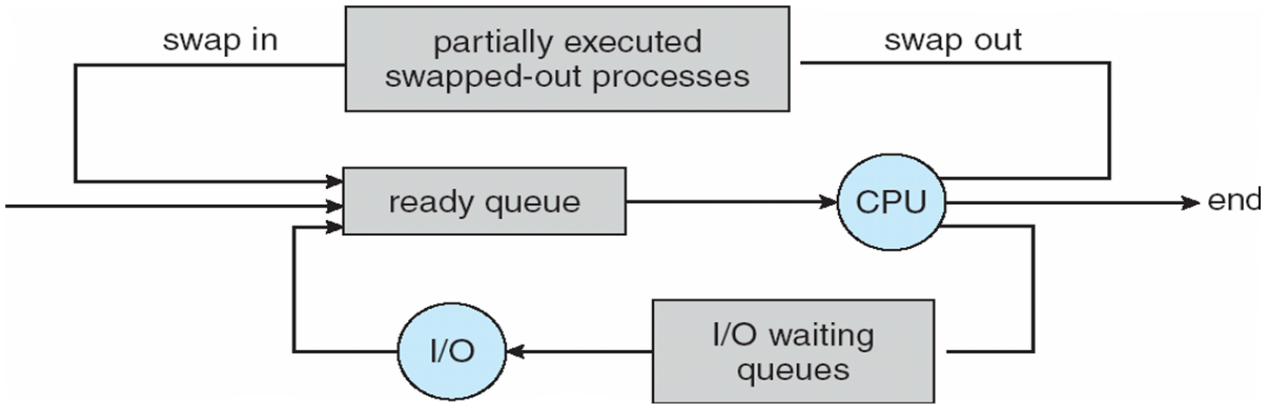 swap in
partially executed
swapped-out processes
swap out
ready queue
CPU
end
I/O
I/O waiting
queues